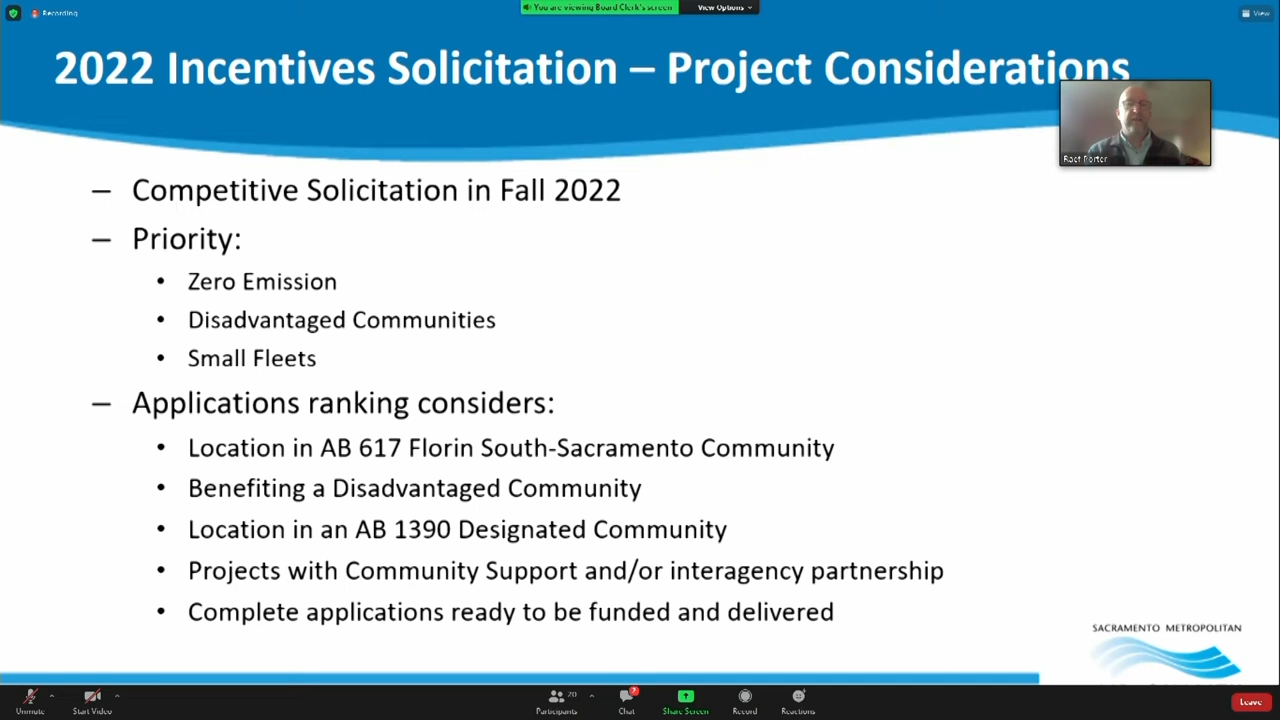 Recording
You are viewing Board Clerk's screen
View Options
View
2022 Incentives Solicitation – Project Considerations
Raef Porter
– Competitive Solicitation in Fall 2022
– Priority:
• Zero Emission
• Disadvantaged Communities
• Small Fleets
– Applications ranking considers:
• Location in AB 617 Florin South-Sacramento Community
• Benefiting a Disadvantaged Community
• Location in an AB 1390 Designated Community
• Projects with Community Support and/or interagency partnership
• Complete applications ready to be funded and delivered
SACRAMENTO METROPOLITAN
Unmute
Start Video
20
Participants
7
Chat
Share Screen
Record
Reactions
Leave